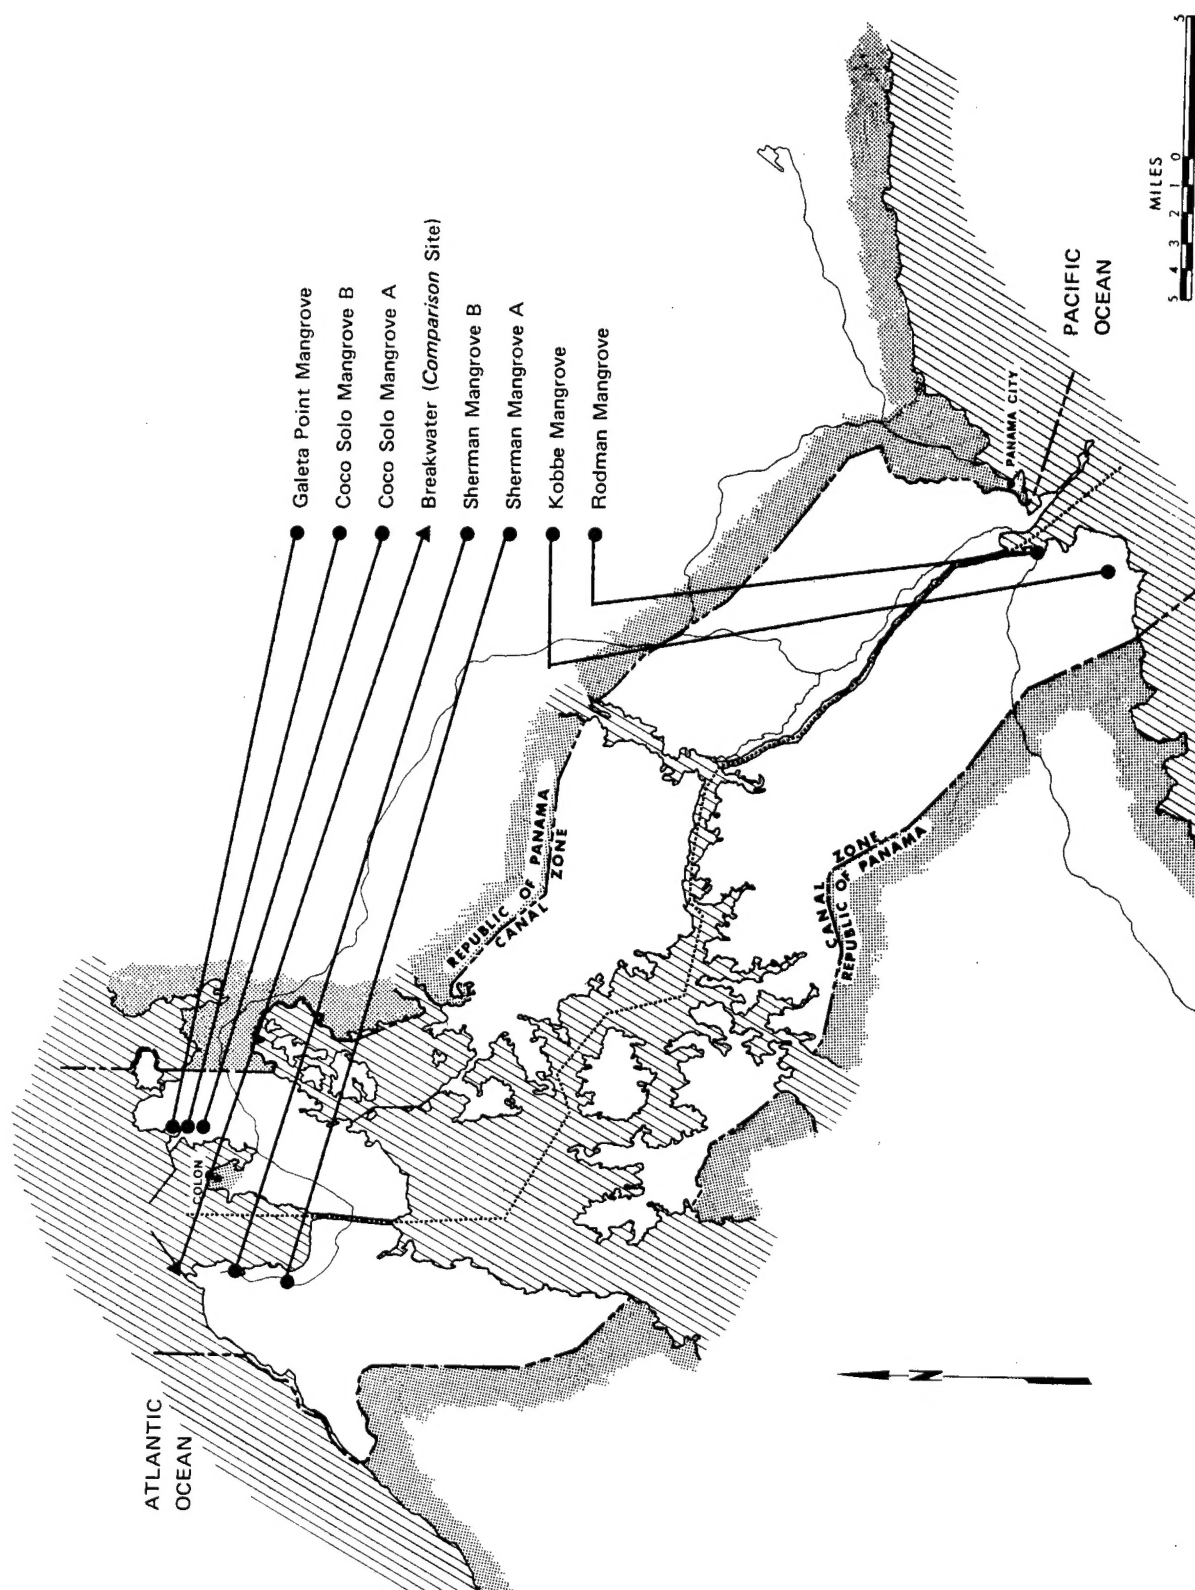 Galeta Point Mangrove
Coco Solo Mangrove B
Coco Solo Mangrove A
Breakwater (Comparison Site)
Sherman Mangrove B
Sherman Mangrove A
Kobbe Mangrove
Rodman Mangrove
ATLANTIC
OCEAN
COLON
REPUBLIC OF PANAMA
CANAL ZONE
CANAL ZONE
REPUBLIC OF PANAMA
PANAMA CITY
PACIFIC
OCEAN
N
MILES
5 4 3 2 1 0 5